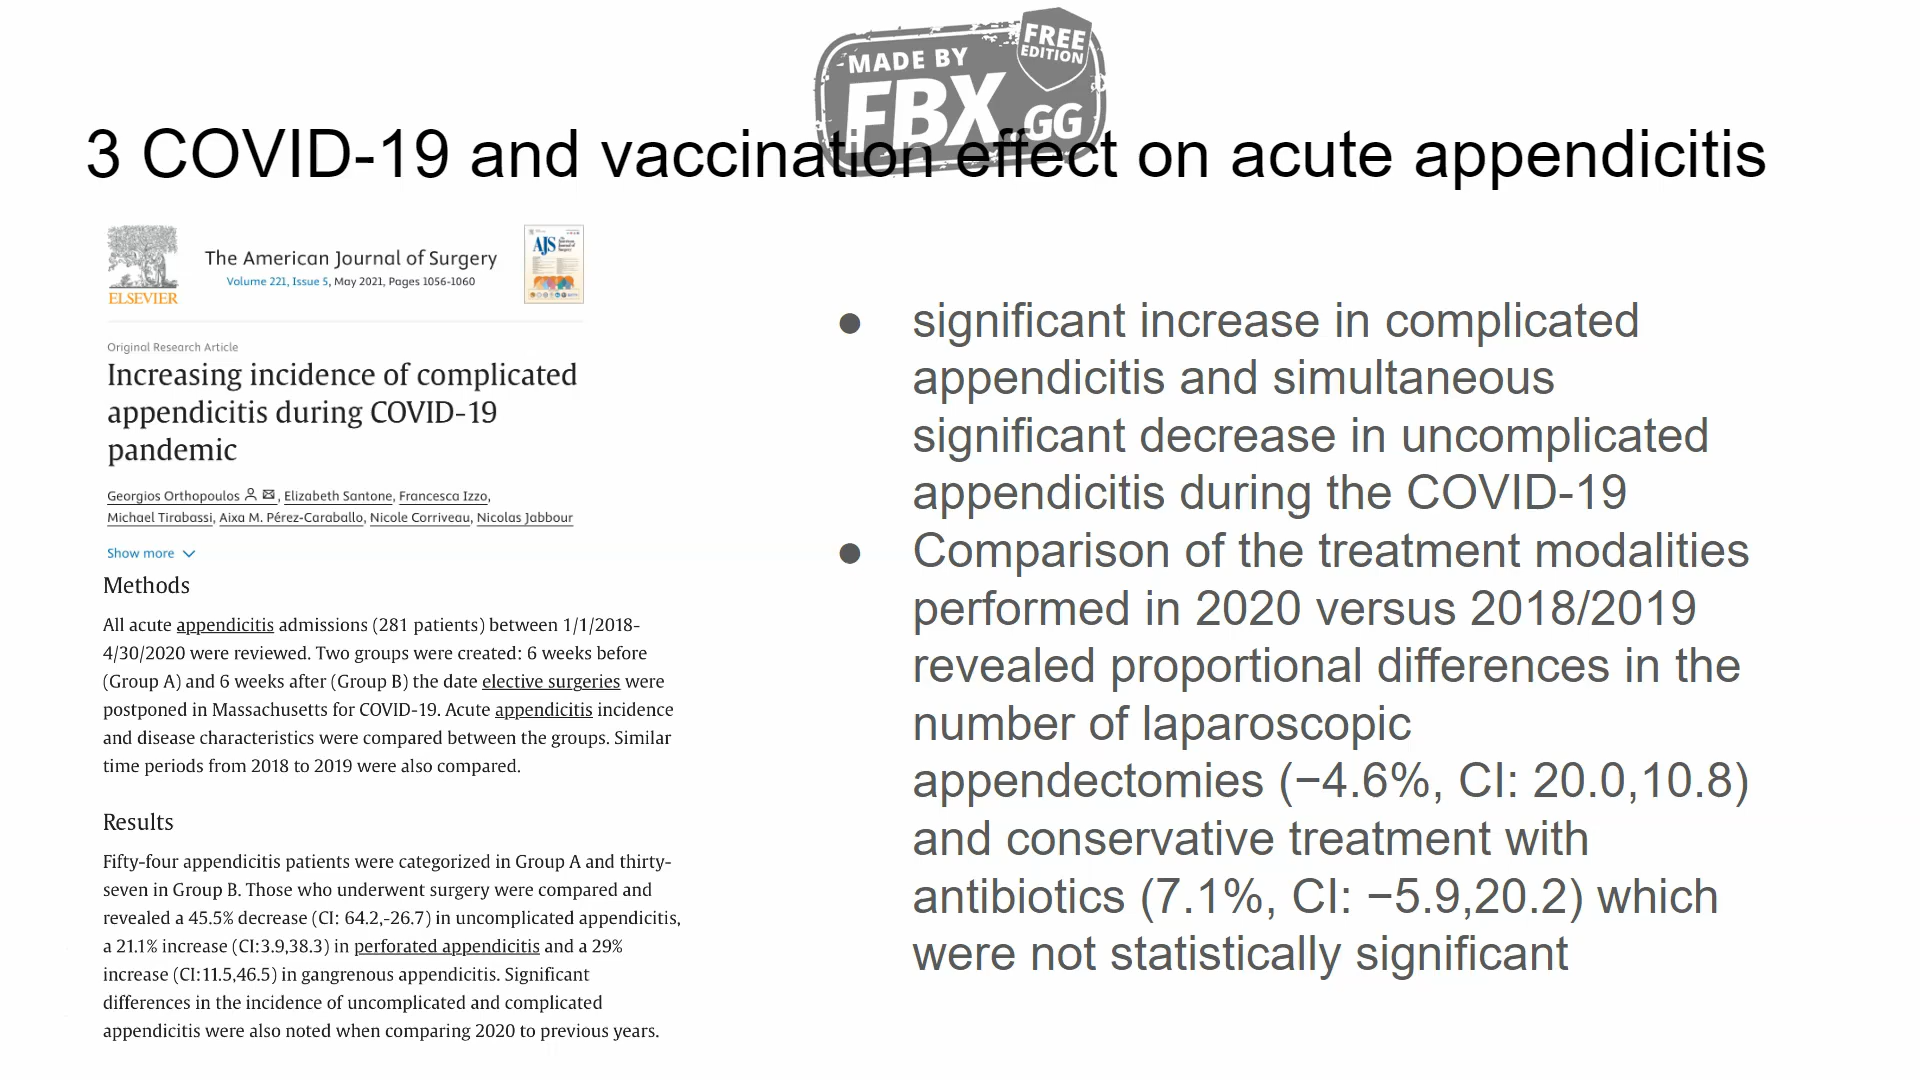 MADE BY
FBX.GG
FREE
EDITION
3 COVID-19 and vaccination effect on acute appendicitis
ELSEVIER
The American Journal of Surgery
Volume 221, Issue 5, May 2021, Pages 1056-1060
AJS
Original Research Article
Increasing incidence of complicated
appendicitis during COVID-19
pandemic
Georgios Orthopoulos, Elizabeth Santone, Francesca Izzo,
Michael Tirabassi, Aixa M. Pérez-Caraballo, Nicole Corriveau, Nicolas Jabbour
Show more
Methods
All acute appendicitis admissions (281 patients) between 1/1/2018-
4/30/2020 were reviewed. Two groups were created: 6 weeks before
(Group A) and 6 weeks after (Group B) the date elective surgeries were
postponed in Massachusetts for COVID-19. Acute appendicitis incidence
and disease characteristics were compared between the groups. Similar
time periods from 2018 to 2019 were also compared.
Results
Fifty-four appendicitis patients were categorized in Group A and thirty-
seven in Group B. Those who underwent surgery were compared and
revealed a 45.5% decrease (CI: 64.2,-26.7) in uncomplicated appendicitis,
a 21.1% increase (CI:3.9,38.3) in perforated appendicitis and a 29%
increase (CI:11.5,46.5) in gangrenous appendicitis. Significant
differences in the incidence of uncomplicated and complicated
appendicitis were also noted when comparing 2020 to previous years.
● significant increase in complicated
appendicitis and simultaneous
significant decrease in uncomplicated
appendicitis during the COVID-19
● Comparison of the treatment modalities
performed in 2020 versus 2018/2019
revealed proportional differences in the
number of laparoscopic
appendectomies (−4.6%, CI: 20.0,10.8)
and conservative treatment with
antibiotics (7.1%, CI: −5.9,20.2) which
were not statistically significant